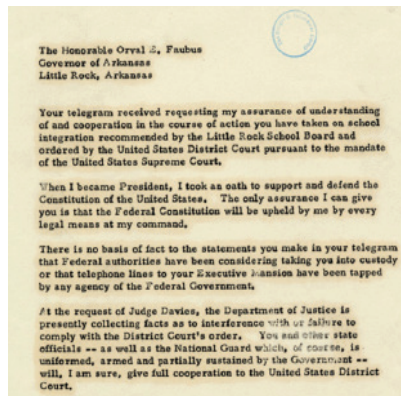 The Honorable Orval E. Faubus
Governor of Arkansas
Little Rock, Arkansas
Your telegram received requesting my assurance of understanding
of and cooperation in the course of action you have taken on school
integration recommended by the Little Rock School Board and
ordered by the United States District Court pursuant to the mandate
of the United States Supreme Court.
When I became President, I took an oath to support and defend the
Constitution of the United States. The only assurance I can give
you is that the Federal Constitution will be upheld by me by every
legal means at my command.
There is no basis of fact to the statements you make in your telegram
that Federal authorities have been considering taking you into custody
or that telephone lines to your Executive Mansion have been tapped
by any agency of the Federal Government.
At the request of Judge Davies, the Department of Justice is
presently collecting facts as to interference with or failure to
comply with the District Court's order. You and other state
officials -- as well as the National Guard which, of course, is
uniformed, armed and partially sustained by the Government --
will, I am sure, give full cooperation to the United States District
Court.